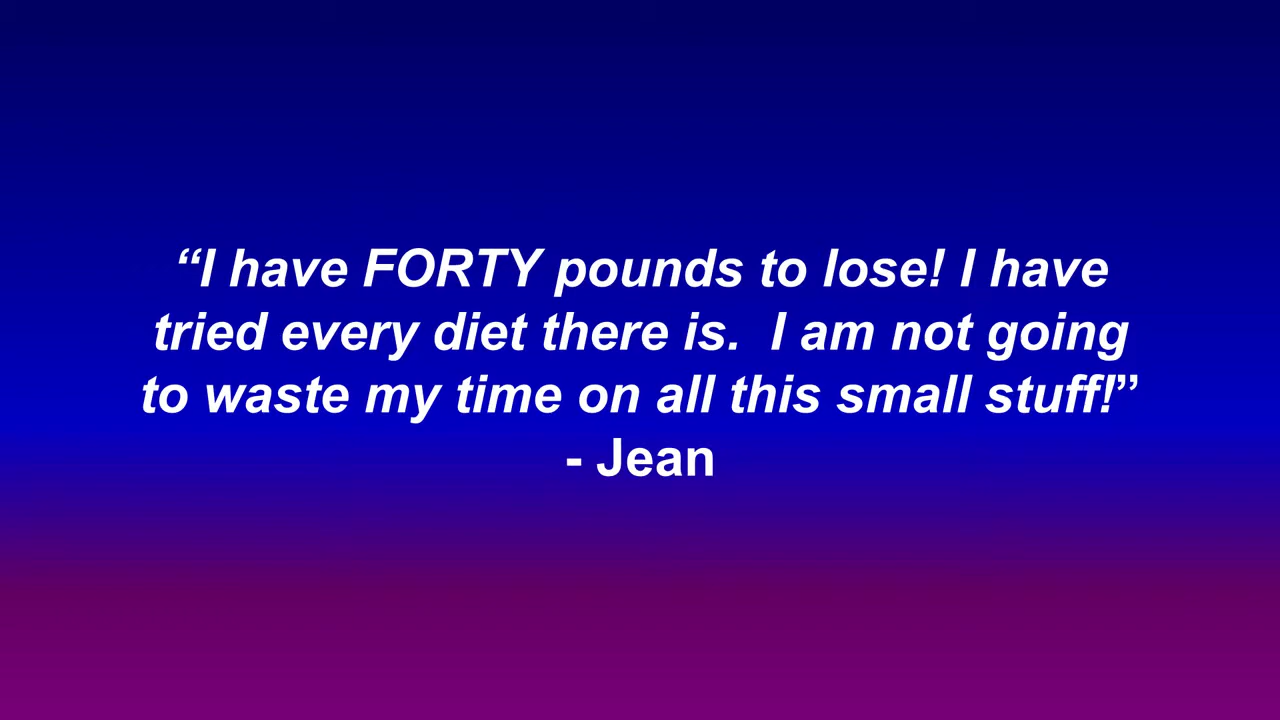 “I have FORTY pounds to lose! I have
tried every diet there is.  I am not going
to waste my time on all this small stuff!”
- Jean